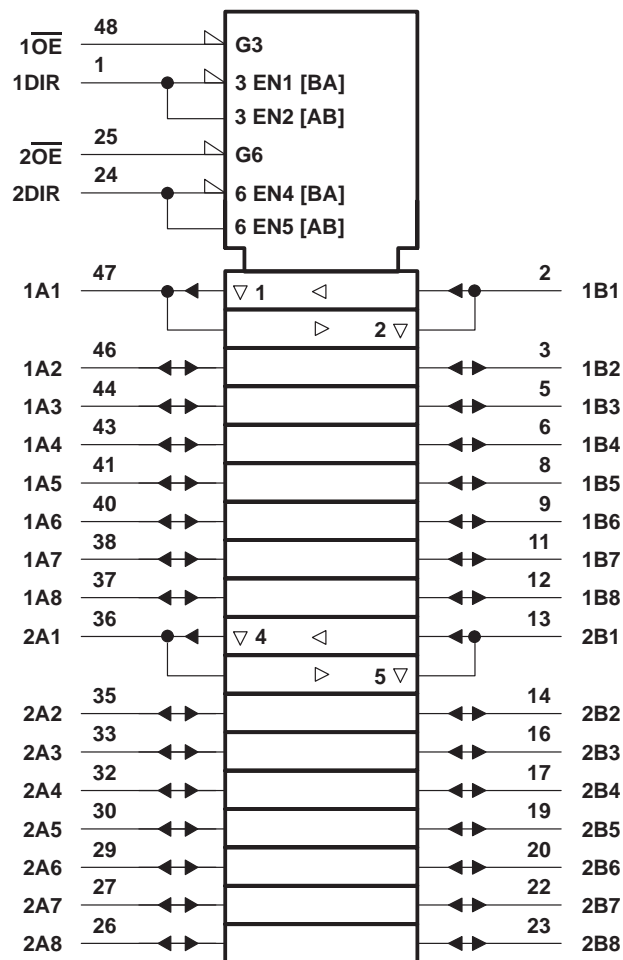 1O̅E̅ 48 G3
1DIR 1 3 EN1 [BA]
3 EN2 [AB]
2O̅E̅ 25 G6
2DIR 24 6 EN4 [BA]
6 EN5 [AB]
1A1 47 ▽ 1 ◁ 2 1B1
▷ 2 ▽
1A2 46 3 1B2
1A3 44 5 1B3
1A4 43 6 1B4
1A5 41 8 1B5
1A6 40 9 1B6
1A7 38 11 1B7
1A8 37 12 1B8
2A1 36 ▽ 4 ◁ 13 2B1
▷ 5 ▽
2A2 35 14 2B2
2A3 33 16 2B3
2A4 32 17 2B4
2A5 30 19 2B5
2A6 29 20 2B6
2A7 27 22 2B7
2A8 26 23 2B8